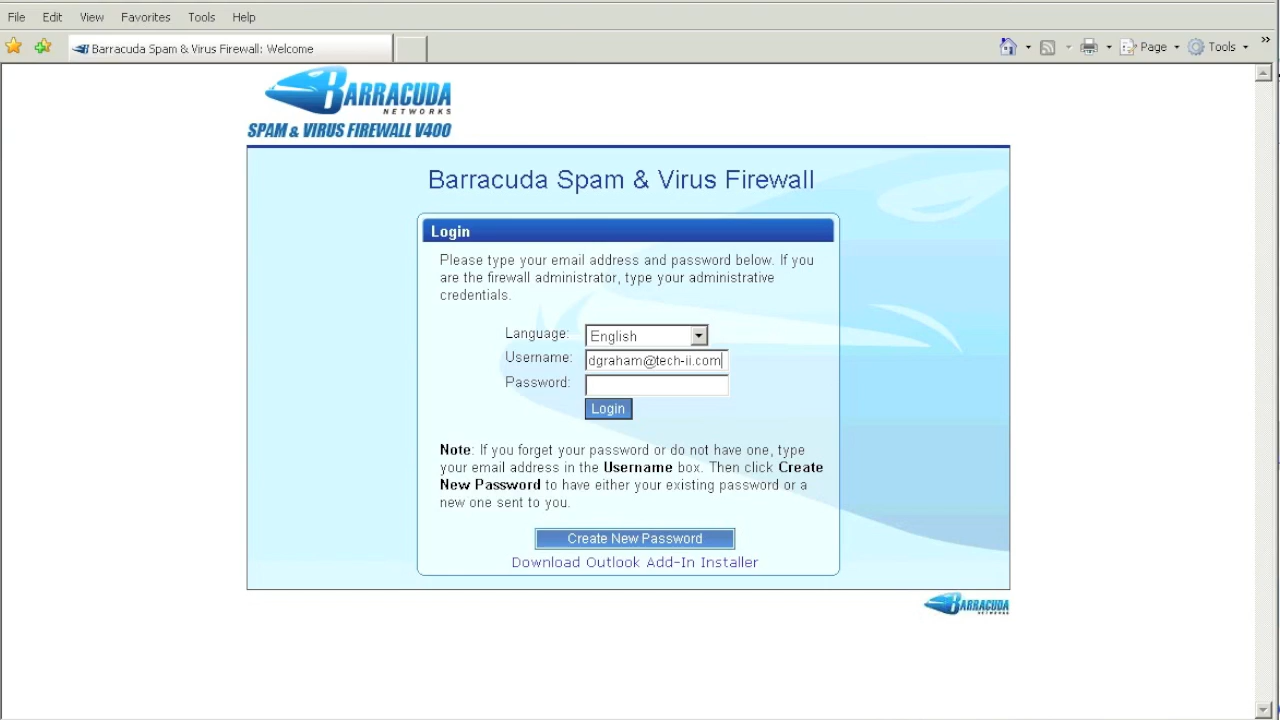 File Edit View Favorites Tools Help
Barracuda Spam & Virus Firewall: Welcome
Page Tools »
BARRACUDA
NETWORKS
SPAM & VIRUS FIREWALL V400
Barracuda Spam & Virus Firewall
Login
Please type your email address and password below. If you
are the firewall administrator, type your administrative
credentials.
Language: English
Username: dgraham@tech-ii.com
Password:
Login
Note: If you forget your password or do not have one, type
your email address in the Username box. Then click Create
New Password to have either your existing password or a
new one sent to you.
Create New Password
Download Outlook Add-In Installer
BARRACUDA
NETWORKS